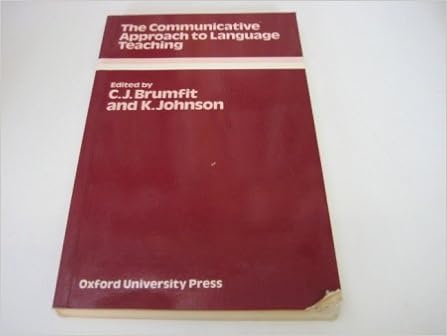 The Communicative
Approach to Language
Teaching
Edited by
C.J.Brumfit
and K.Johnson
Oxford University Press